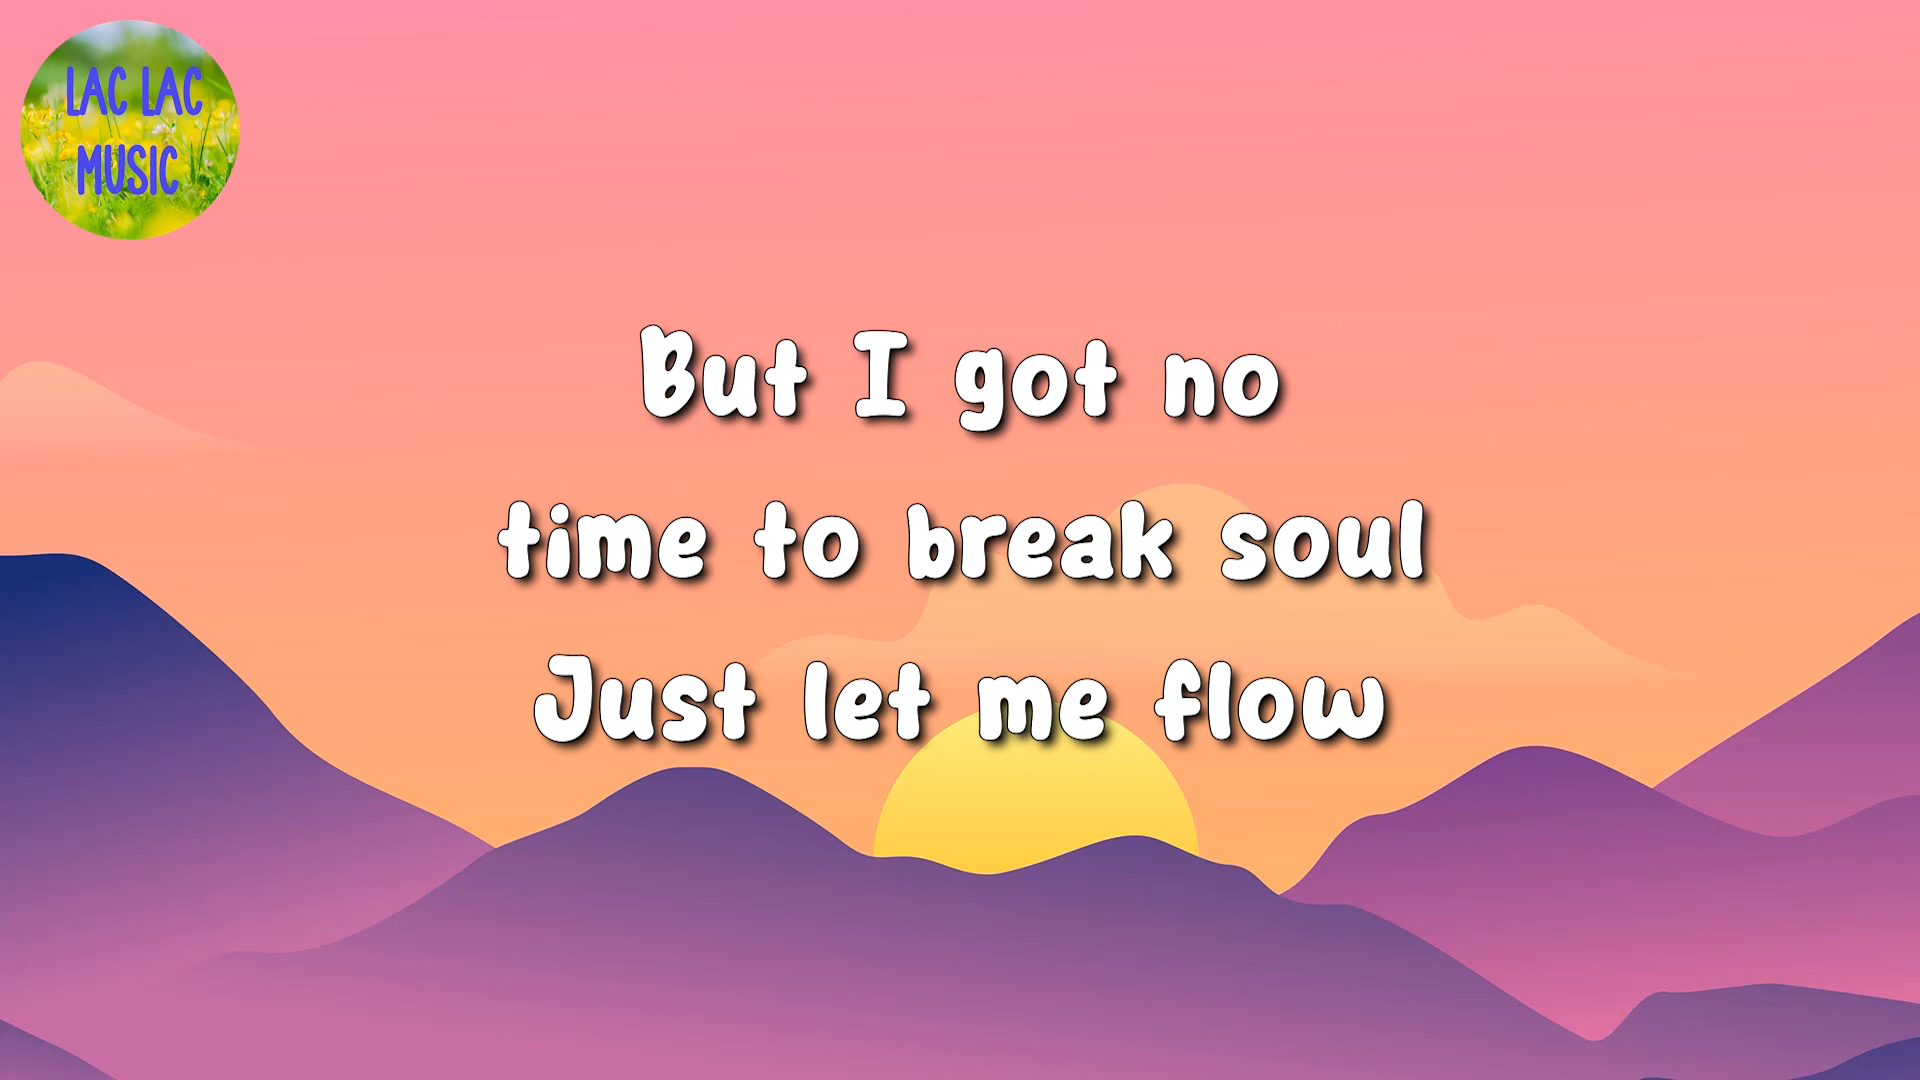 LAC LAC
MUSIC
But I got no
time to break soul
Just let me flow